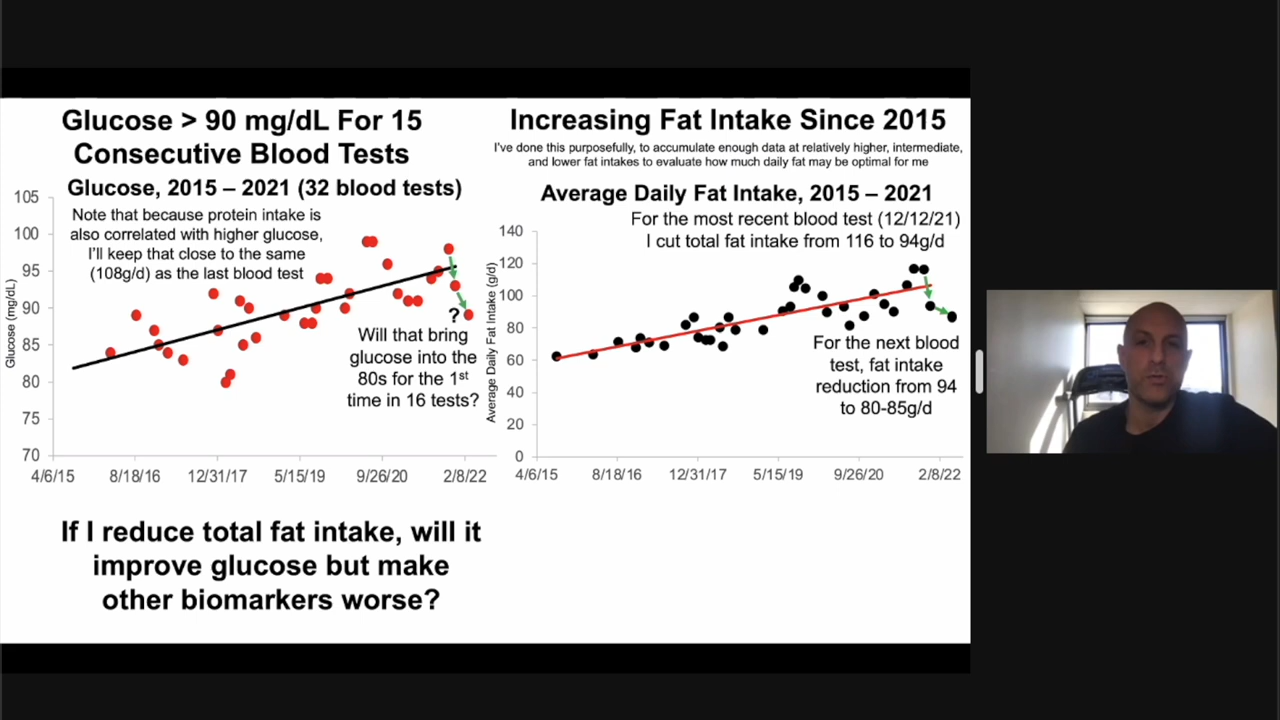 Glucose > 90 mg/dL For 15
Consecutive Blood Tests
Glucose, 2015 – 2021 (32 blood tests)
Note that because protein intake is
also correlated with higher glucose,
I'll keep that close to the same
(108g/d) as the last blood test
105
100
95
90
85
80
75
70
Glucose (mg/dL)
?
Will that bring
glucose into the
80s for the 1st
time in 16 tests?
4/6/15
8/18/16
12/31/17
5/15/19
9/26/20
2/8/22
If I reduce total fat intake, will it
improve glucose but make
other biomarkers worse?
Increasing Fat Intake Since 2015
I've done this purposefully, to accumulate enough data at relatively higher, intermediate,
and lower fat intakes to evaluate how much daily fat may be optimal for me
Average Daily Fat Intake, 2015 – 2021
For the most recent blood test (12/12/21)
I cut total fat intake from 116 to 94g/d
140
120
100
80
60
40
20
0
Average Daily Fat Intake (g/d)
For the next blood
test, fat intake
reduction from 94
to 80-85g/d
4/6/15
8/18/16
12/31/17
5/15/19
9/26/20
2/8/22